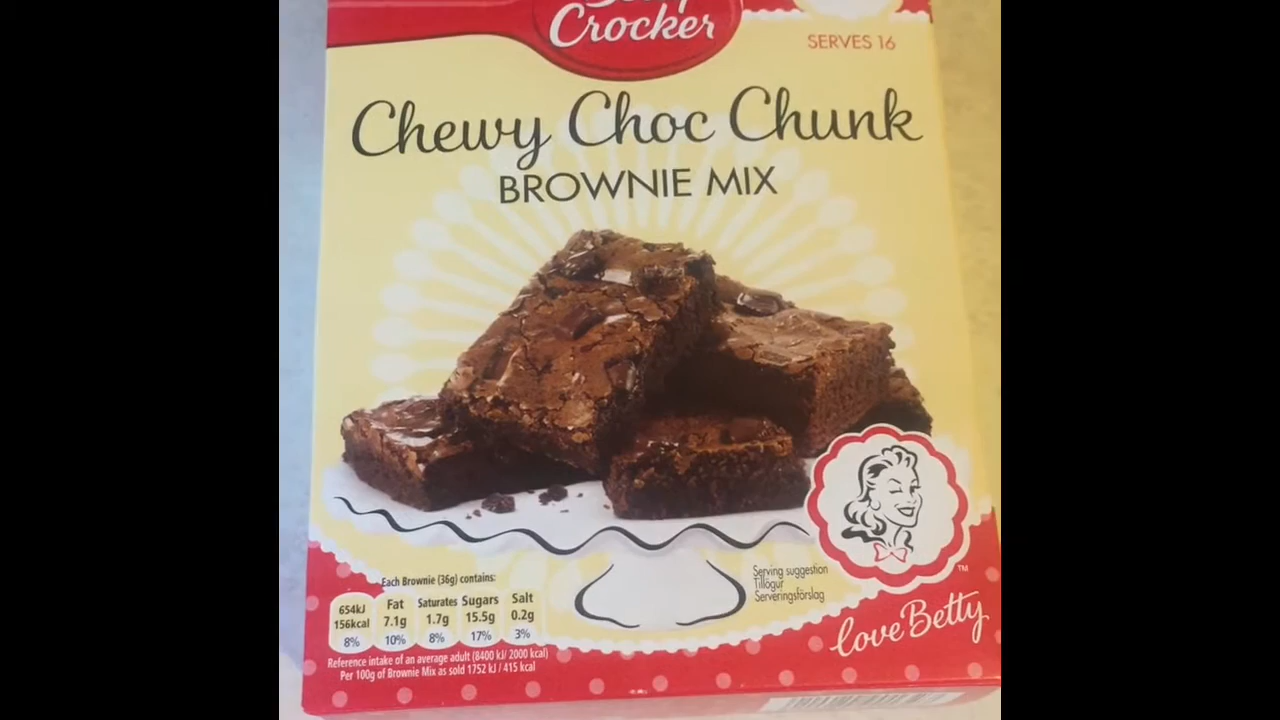 Crocker
SERVES 16
Chewy Choc Chunk
BROWNIE MIX
Each Brownie (36g) contains:
654kJ
156kcal
8%
Fat
7.1g
10%
Saturates
1.7g
8%
Sugars
15.5g
17%
Salt
0.2g
3%
Reference intake of an average adult (8400 kJ/ 2000 kcal)
Per 100g of Brownie Mix as sold 1752 kJ / 415 kcal
Serving suggestion
Tillögur
Serveringsförslag
TM
Love Betty